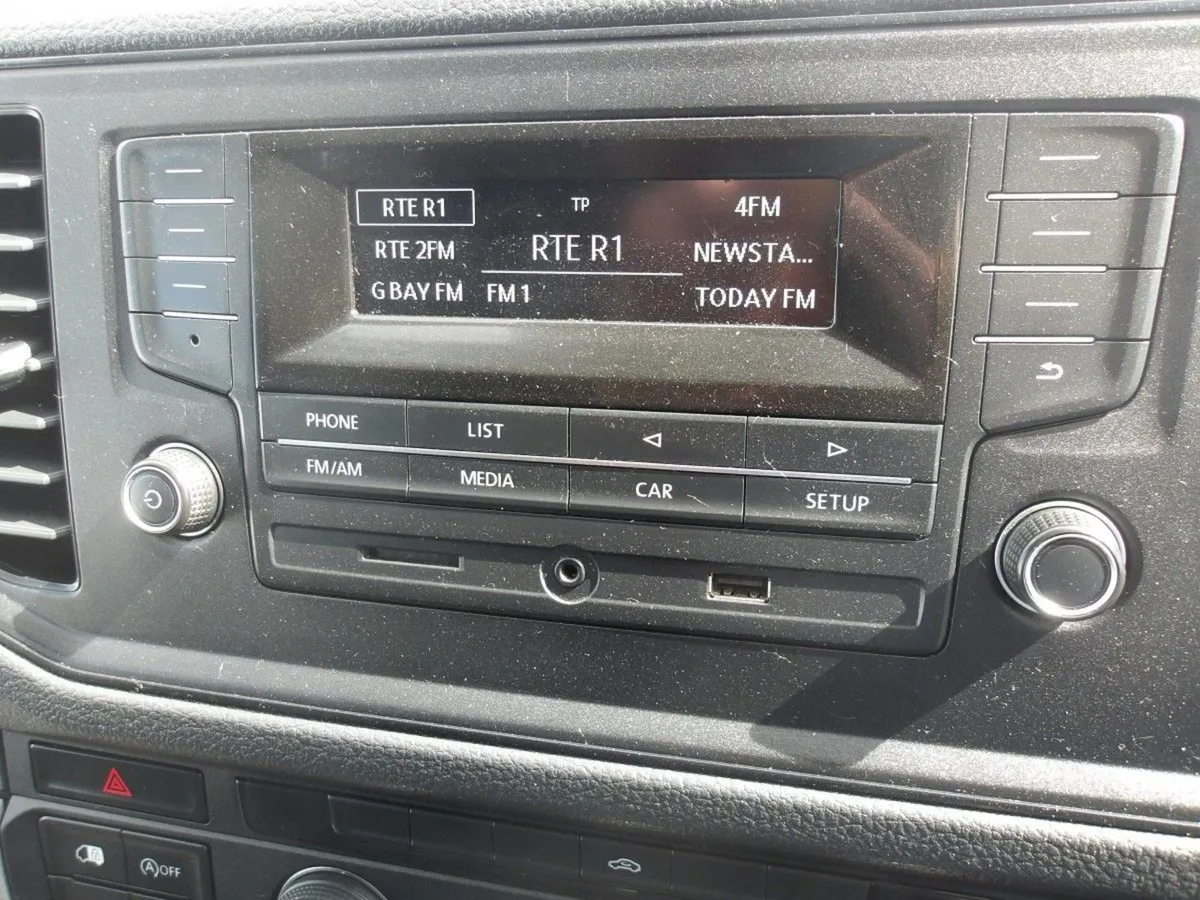 RTE R1 TP 4FM
RTE 2FM RTE R1 NEWSTA...
G BAY FM FM 1 TODAY FM
PHONE LIST
FM/AM MEDIA CAR SETUP
A OFF